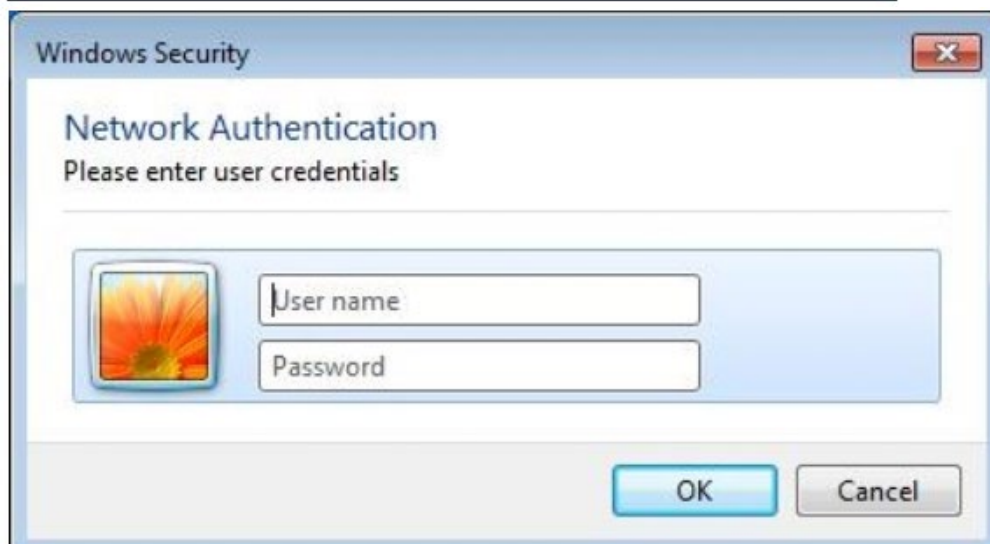 Windows Security
Network Authentication
Please enter user credentials
User name
Password
OK
Cancel